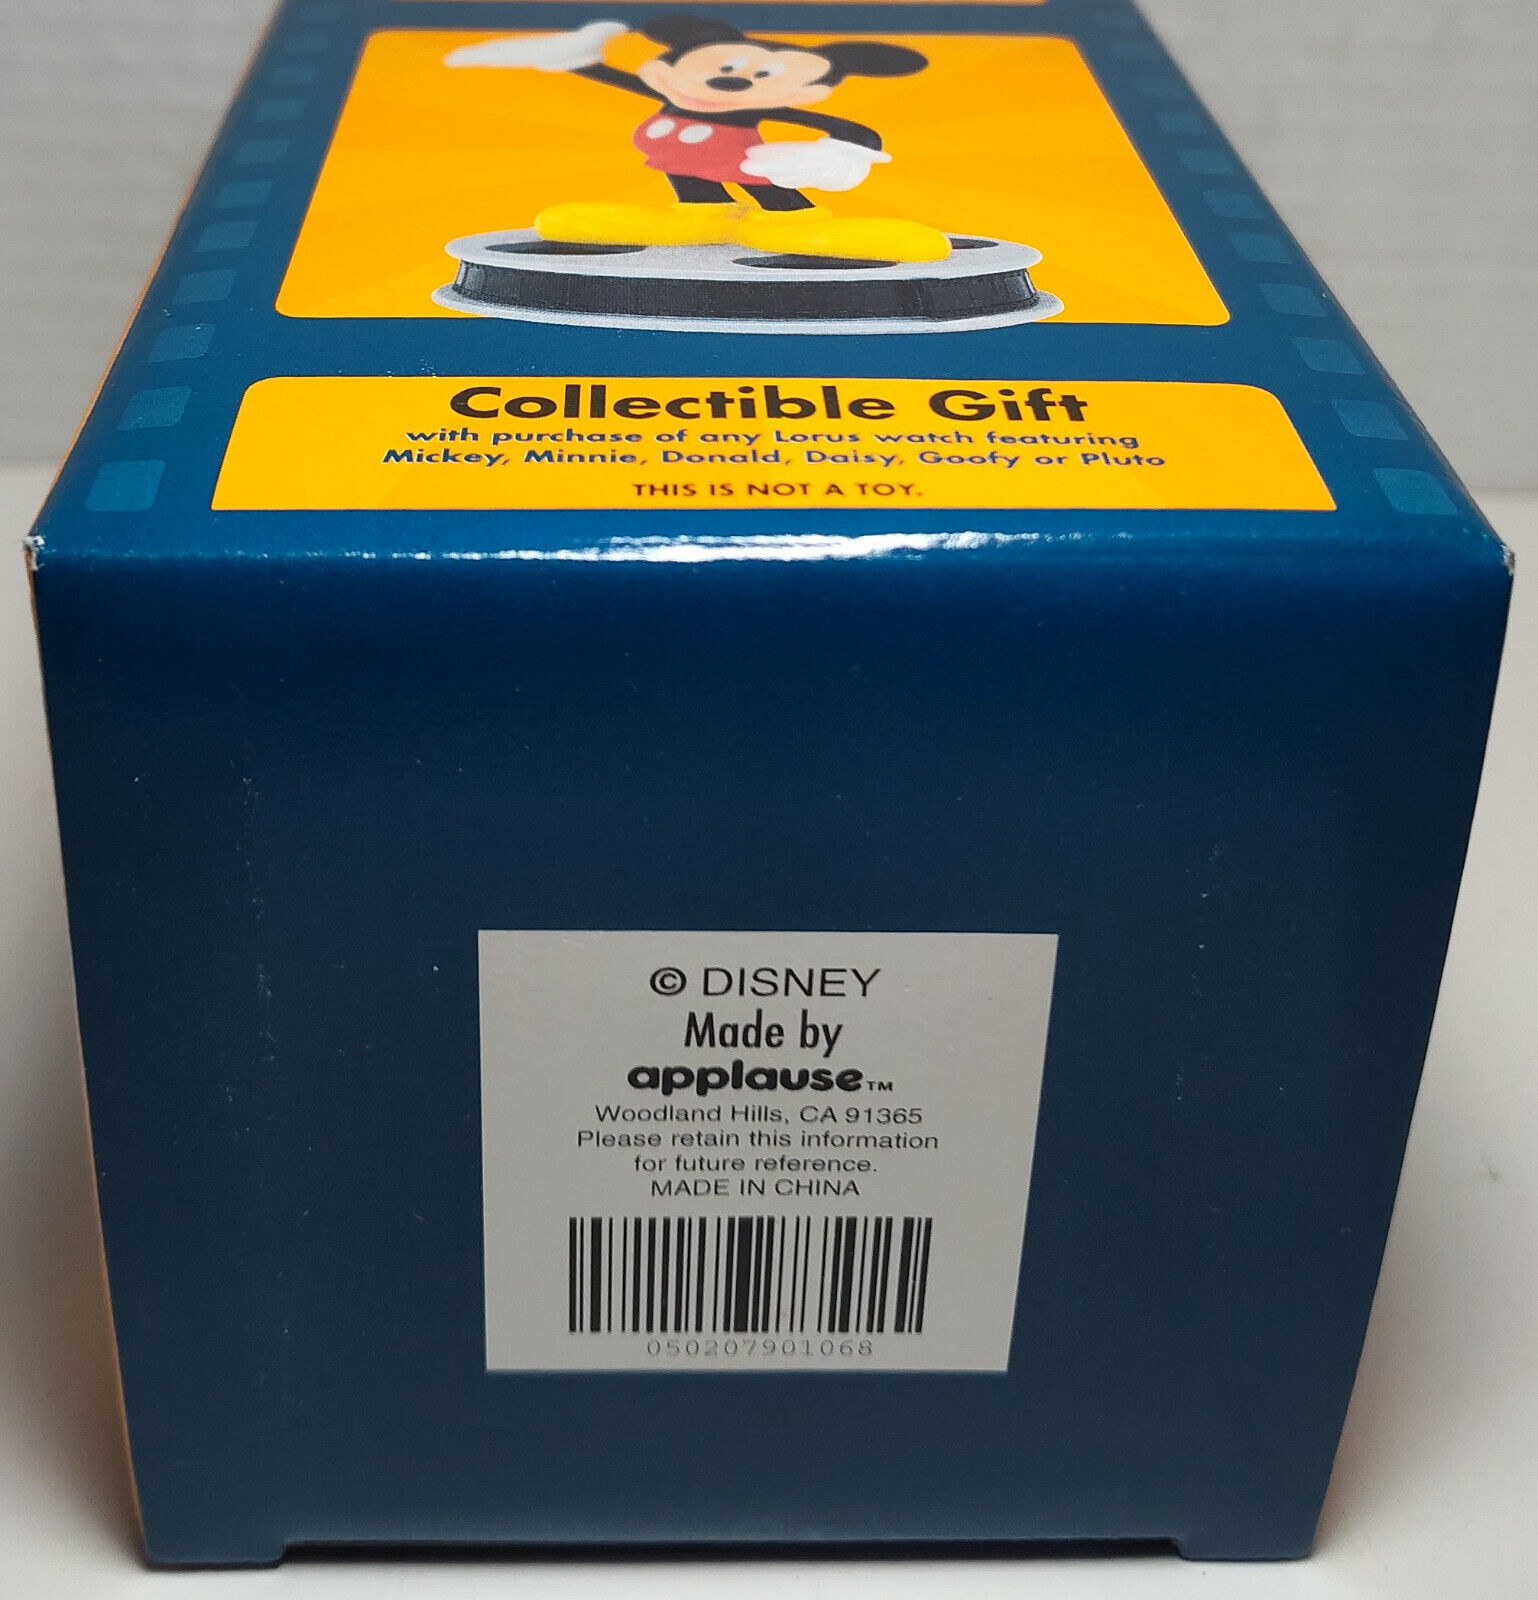 Collectible Gift
with purchase of any Lorus watch featuring
Mickey, Minnie, Donald, Daisy, Goofy or Pluto
THIS IS NOT A TOY.
© DISNEY
Made by
applause™
Woodland Hills, CA 91365
Please retain this information
for future reference.
MADE IN CHINA
050207901068